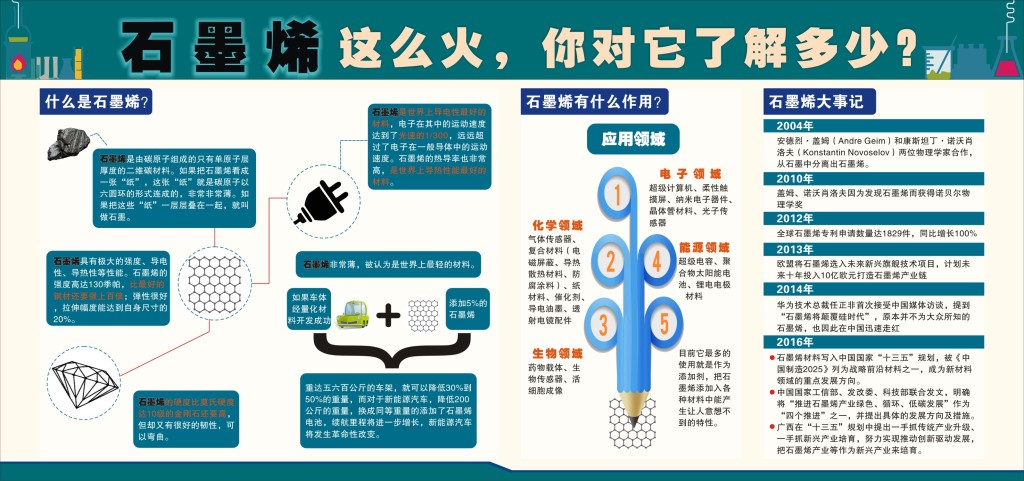 石墨烯 这么火，你对它了解多少？
什么是石墨烯？
石墨烯是由碳原子组成的只有单原子层
厚度的二维碳材料。如果把石墨烯看成
一张“纸”，这张“纸”就是碳原子以
六圆环的形式连成的，非常非常薄。如
果把这些“纸”一层层叠在一起，就叫
做石墨。
石墨烯是世界上导电性最好的
材料，电子在其中的运动速度
达到了光速的1/300，远远超
过了电子在一般导体中的运动
速度。石墨烯的热导率也非常
高，是世界上导热性能最好的
材料。
石墨烯具有极大的强度、导电
性、导热性等性能。石墨烯的
强度高达130季帕，比好的
钢材还要强上百倍；弹性很好
，拉伸幅度能达到自身尺寸的
20%。
石墨烯非常薄，被认为是世界上最轻的材料。
如果车体
经量化材
料开发成功
+
添加5%的
石墨烯
重达五六百公斤的车架，就可以降低30%到
50%的重量，而对于新能源汽车，降低200
公斤的重量，换成同等重量的添加了石墨烯
电池，续航里程将进一步增长，新能源汽车
将发生革命性改变。
石墨烯的硬度比莫氏硬度
达10级的金刚石还要高，
但却又有很好的韧性，可
以弯曲。
石墨烯有什么作用？
应用领域
1
2
3
4
5
电子领域
超级计算机、柔性触
摸屏、纳米电子器件、
晶体管材料、光子传
感器
化学领域
气体传感器、
复合材料（电
磁屏蔽、导热
散热材料、防
腐涂料）、纸
材料、催化剂、
导电油墨、透
射电镜配件
能源领域
超级电容、聚
合物太阳能电
池、锂电电极
材料
生物领域
药物载体、生
物传感器、活
细胞成像
目前它最多的
使用就是作为
添加剂，把石
墨烯添加入各
种材料中能产
生让人意想不
到的特性。
石墨烯大事记
2004年
安德烈·盖姆（Andre Geim）和康斯坦丁·诺沃肖
洛夫（Konstantin Novoselov）两位物理学家合作，
从石墨中分离出石墨烯。
2010年
盖姆、诺沃肖洛夫因为发现石墨烯而获得诺贝尔物
理学奖
2012年
全球石墨烯专利申请数量达1829件，同比增长100%
2013年
欧盟将石墨烯选入未来新兴旗舰技术项目，计划未
来十年投入10亿欧元打造石墨烯产业链
2014年
华为技术总裁任正非首次接受中国媒体访谈，提到
“石墨烯将颠覆硅时代”，原本并不为大众所知的
石墨烯，也因此在中国迅速走红
2016年
●石墨烯材料写入中国国家“十三五”规划，被《中
国制造2025》列为战略前沿材料之一，成为新材料
领域的重点发展方向。
●中国国家工信部、发改委、科技部联合发文，明确
将“推进石墨烯产业绿色、循环、低碳发展”作为
“四个推进”之一，并提出具体的发展方向及措施。
●广西在“十三五”规划中提出一手抓传统产业升级、
一手抓新兴产业培育，努力实现推动创新驱动发展，
把石墨烯产业等作为新兴产业来培育。